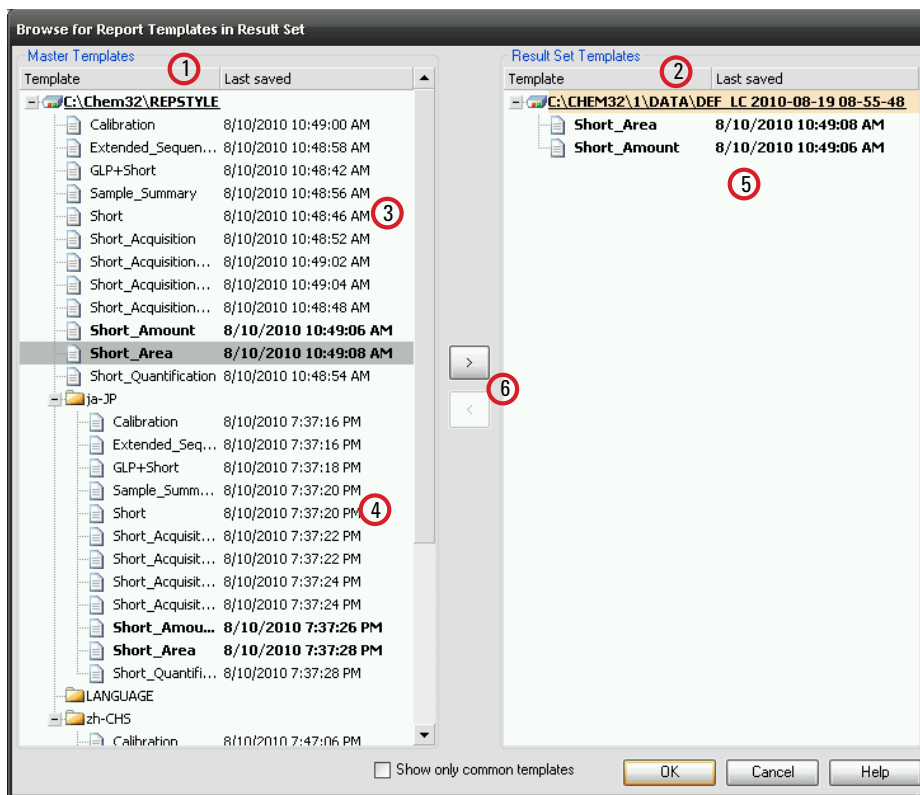 Browse for Report Templates in Result Set
Master Templates
Template Last saved
1
C:\Chem32\REPSTYLE
Calibration 8/10/2010 10:49:00 AM
Extended_Sequen... 8/10/2010 10:48:58 AM
GLP+Short 8/10/2010 10:48:42 AM
Sample_Summary 8/10/2010 10:48:56 AM
Short 8/10/2010 10:48:46 AM
3
Short_Acquisition 8/10/2010 10:48:52 AM
Short_Acquisition... 8/10/2010 10:49:02 AM
Short_Acquisition... 8/10/2010 10:49:04 AM
Short_Acquisition... 8/10/2010 10:48:48 AM
Short_Amount 8/10/2010 10:49:06 AM
Short_Area 8/10/2010 10:49:08 AM
Short_Quantification 8/10/2010 10:48:54 AM
ja-JP
Calibration 8/10/2010 7:37:16 PM
Extended_Seq... 8/10/2010 7:37:16 PM
GLP+Short 8/10/2010 7:37:18 PM
Sample_Summ... 8/10/2010 7:37:20 PM
Short 8/10/2010 7:37:20 PM
4
Short_Acquisit... 8/10/2010 7:37:22 PM
Short_Acquisit... 8/10/2010 7:37:22 PM
Short_Acquisit... 8/10/2010 7:37:24 PM
Short_Acquisit... 8/10/2010 7:37:24 PM
Short_Amou... 8/10/2010 7:37:26 PM
Short_Area 8/10/2010 7:37:28 PM
Short_Quantifi... 8/10/2010 7:37:28 PM
LANGUAGE
zh-CHS
Calibration 8/10/2010 7:47:06 PM
>
<
6
Result Set Templates
Template Last saved
2
C:\CHEM32\1\DATA\DEF_LC 2010-08-19 08-55-48
Short_Area 8/10/2010 10:49:08 AM
Short_Amount 8/10/2010 10:49:06 AM
5
Show only common templates
OK Cancel Help